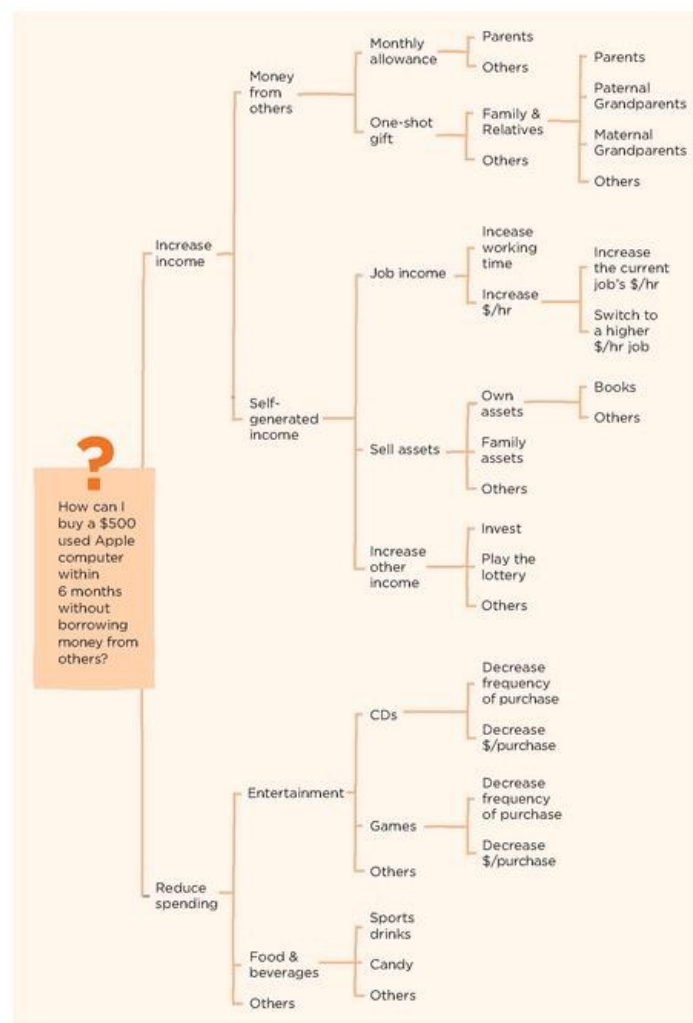 Monthly
allowance
Parents
Others
Money
from
others
One-shot
gift
Family &
Relatives
Others
Parents
Paternal
Grandparents
Maternal
Grandparents
Others
Increase
income
Job income
Incease
working
time
Increase
$/hr
Increase
the current
job's $/hr
Switch to
a higher
$/hr job
Self-
generated
income
Sell assets
Own
assets
Books
Others
Family
assets
Others
Increase
other
income
Invest
Play the
lottery
Others
?
How can I
buy a $500
used Apple
computer
within
6 months
without
borrowing
money from
others?
CDs
Decrease
frequency
of purchase
Decrease
$/purchase
Entertainment
Games
Decrease
frequency
of purchase
Decrease
$/purchase
Others
Reduce
spending
Food &
beverages
Sports
drinks
Candy
Others
Others